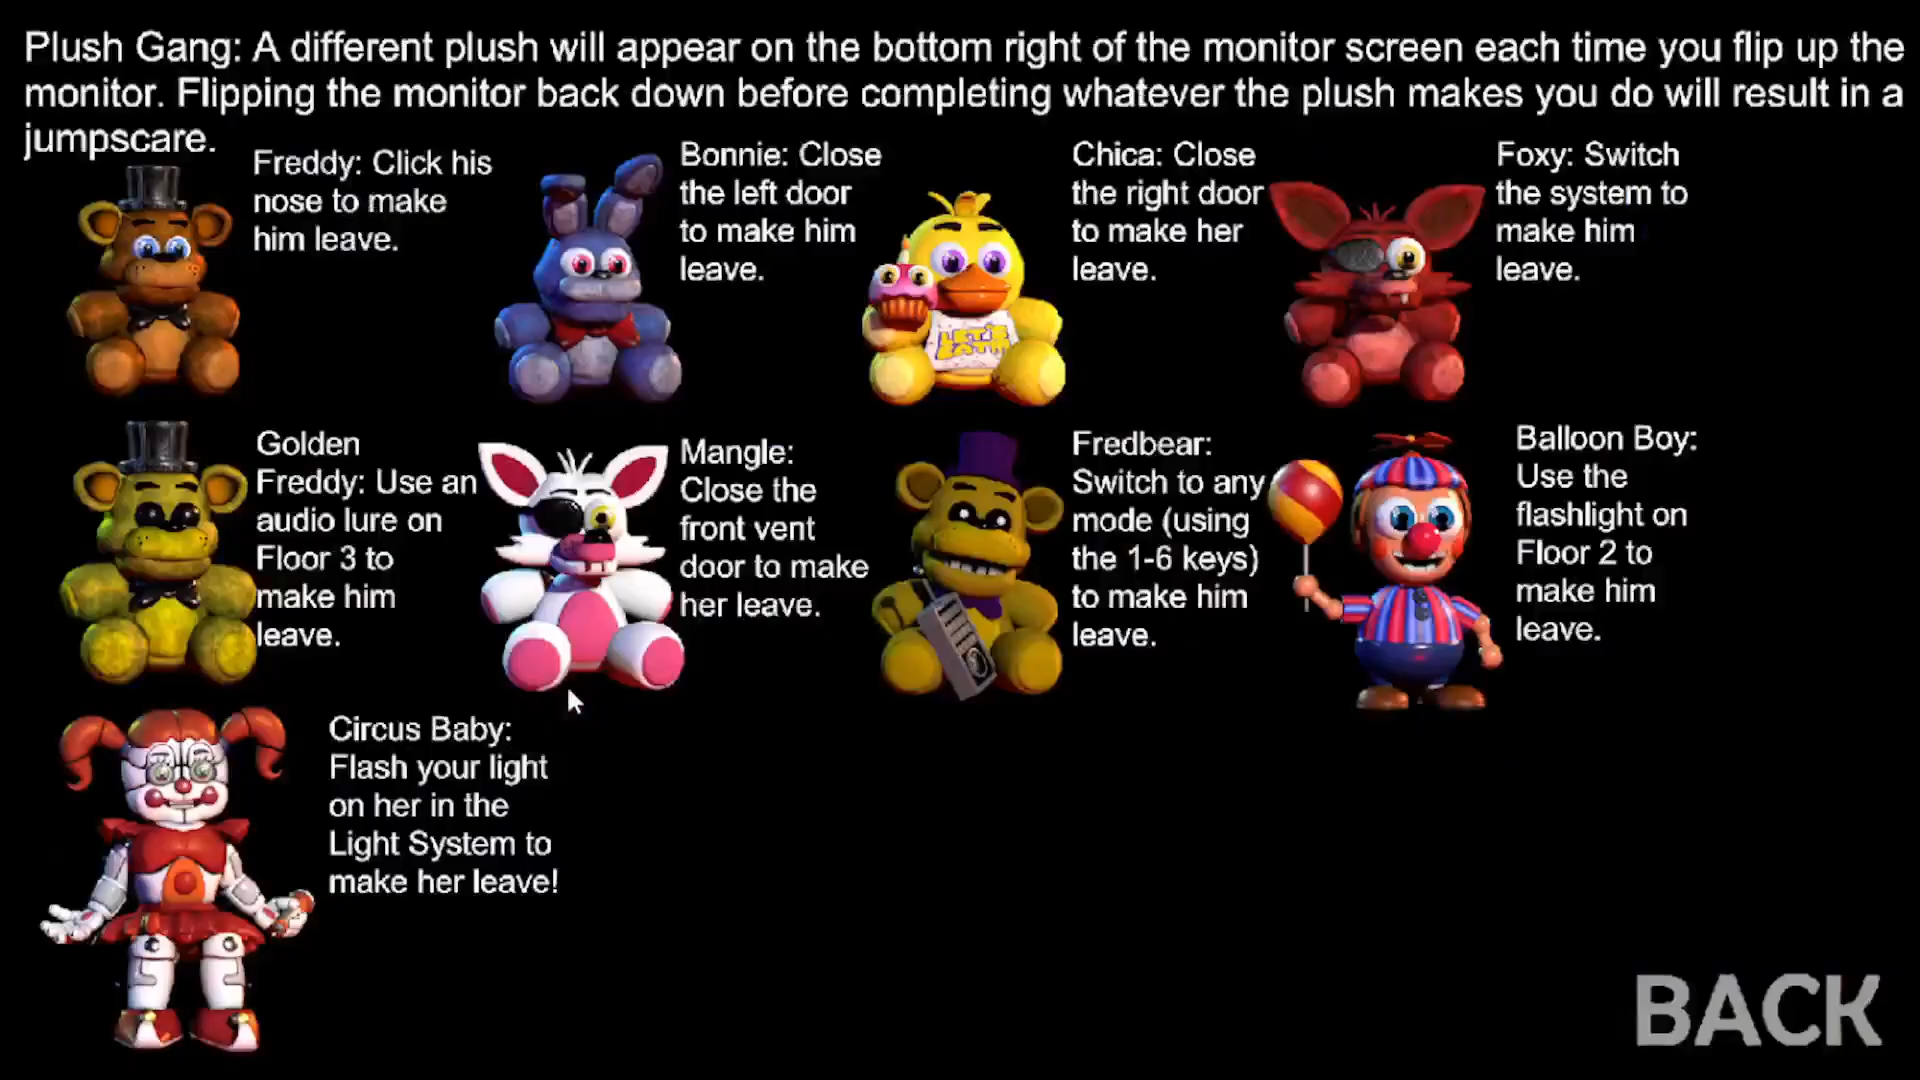 Plush Gang: A different plush will appear on the bottom right of the monitor screen each time you flip up the
monitor. Flipping the monitor back down before completing whatever the plush makes you do will result in a
jumpscare.
Freddy: Click his
nose to make
him leave.
Bonnie: Close
the left door
to make him
leave.
Chica: Close
the right door
to make her
leave.
Foxy: Switch
the system to
make him
leave.
LET'S
EAT!!!
Golden
Freddy: Use an
audio lure on
Floor 3 to
make him
leave.
Mangle:
Close the
front vent
door to make
her leave.
Fredbear:
Switch to any
mode (using
the 1-6 keys)
to make him
leave.
Balloon Boy:
Use the
flashlight on
Floor 2 to
make him
leave.
Circus Baby:
Flash your light
on her in the
Light System to
make her leave!
BACK